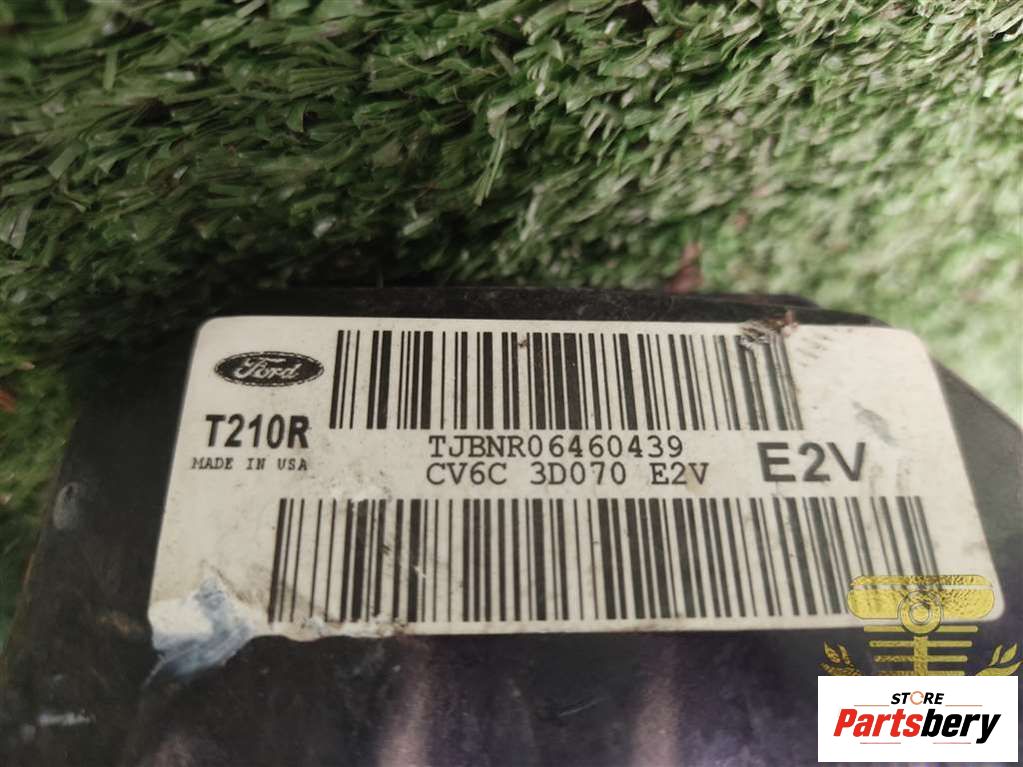 Ford
T210R
MADE IN USA
TJBNR06460439
CV6C 3D070 E2V
E2V
STORE
Partsbery